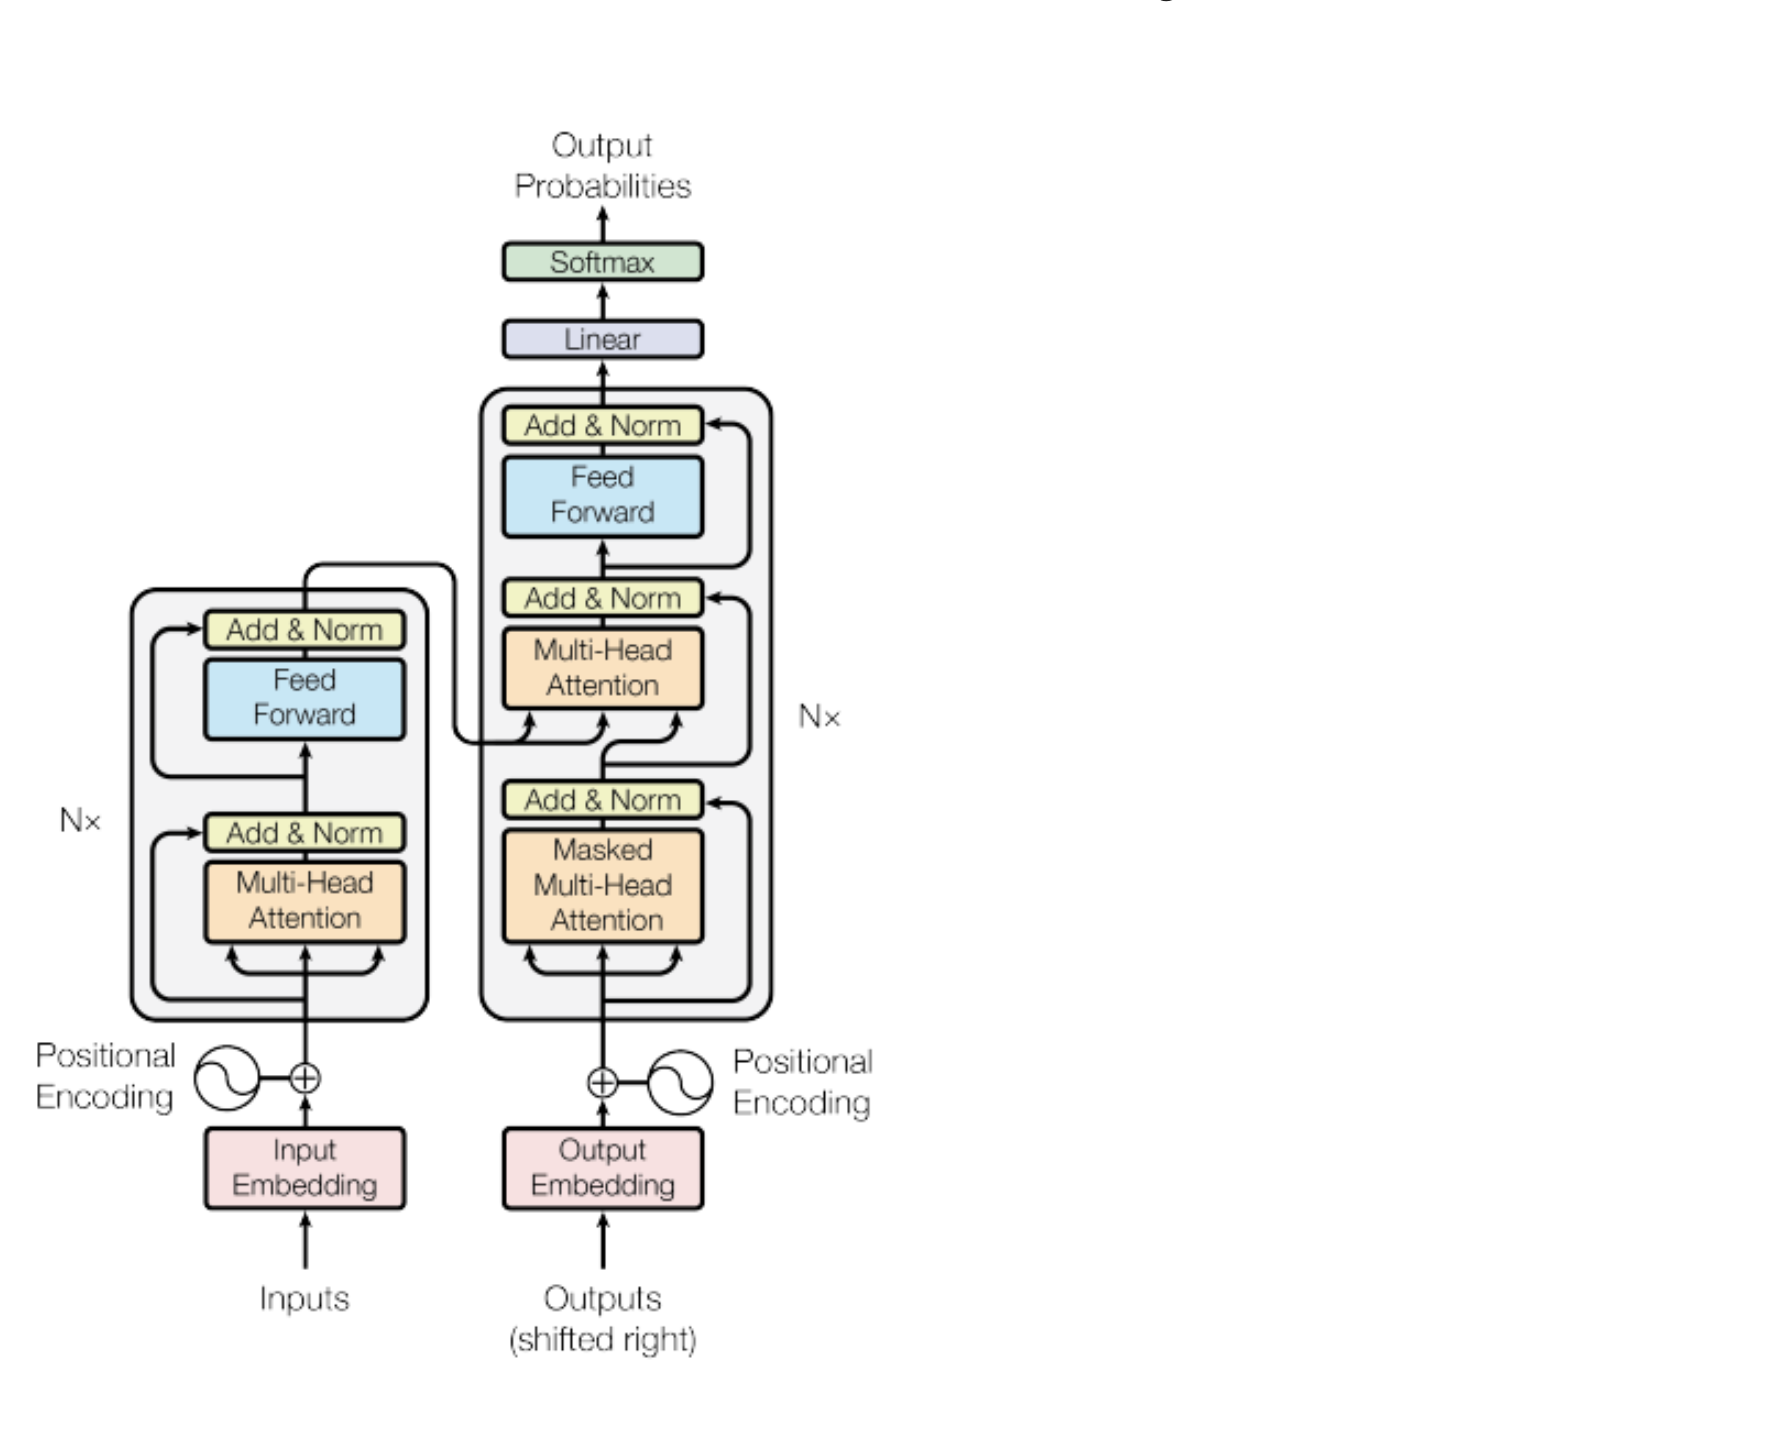 Output
Probabilities
Softmax
Linear
Add & Norm
Feed
Forward
Add & Norm
Multi-Head
Attention
Nx
Add & Norm
Masked
Multi-Head
Attention
Add & Norm
Feed
Forward
Nx
Add & Norm
Multi-Head
Attention
Positional
Encoding
Positional
Encoding
Input
Embedding
Output
Embedding
Inputs
Outputs
(shifted right)